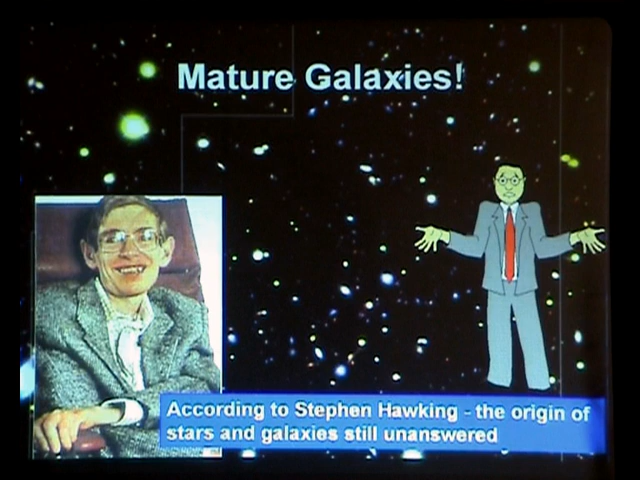 Mature Galaxies!
According to Stephen Hawking - the origin of
stars and galaxies still unanswered